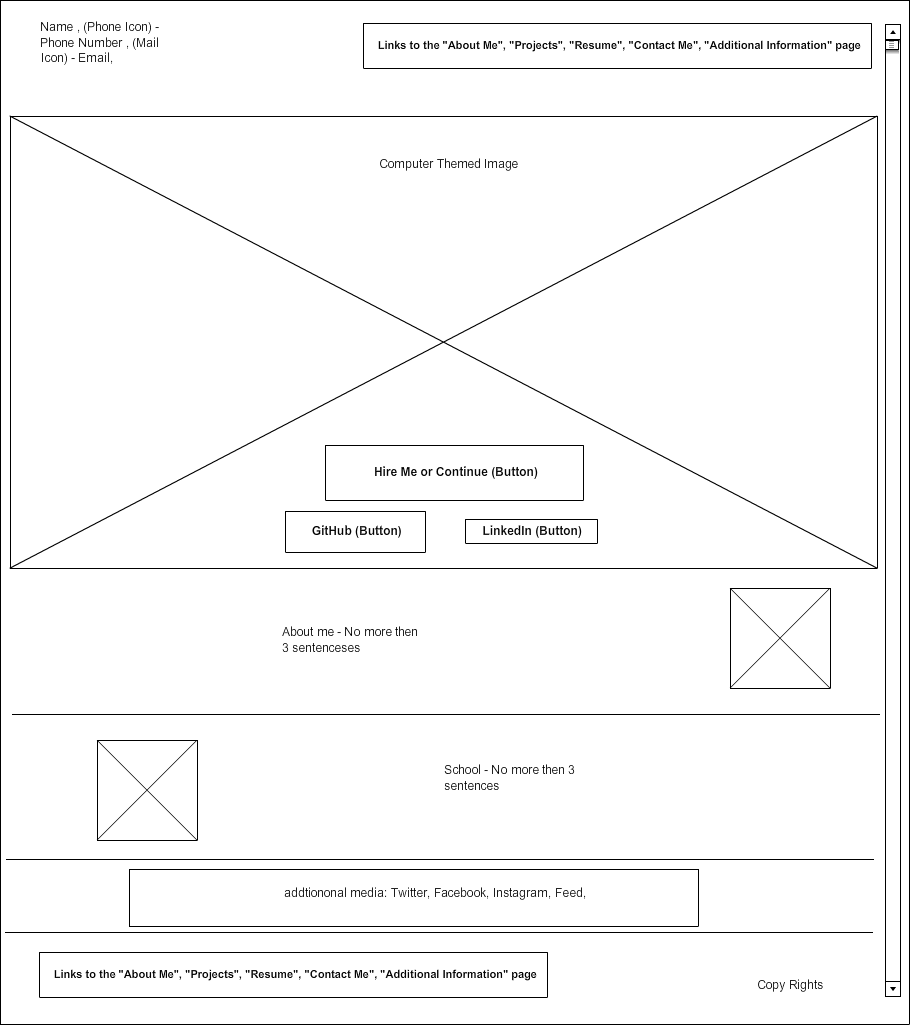 Name , (Phone Icon) -
Phone Number , (Mail
Icon) - Email,
Links to the "About Me", "Projects", "Resume", "Contact Me", "Additional Information" page
Computer Themed Image
Hire Me or Continue (Button)
GitHub (Button)
LinkedIn (Button)
About me - No more then
3 sentenceses
School - No more then 3
sentences
addtiononal media: Twitter, Facebook, Instagram, Feed,
Links to the "About Me", "Projects", "Resume", "Contact Me", "Additional Information" page
Copy Rights